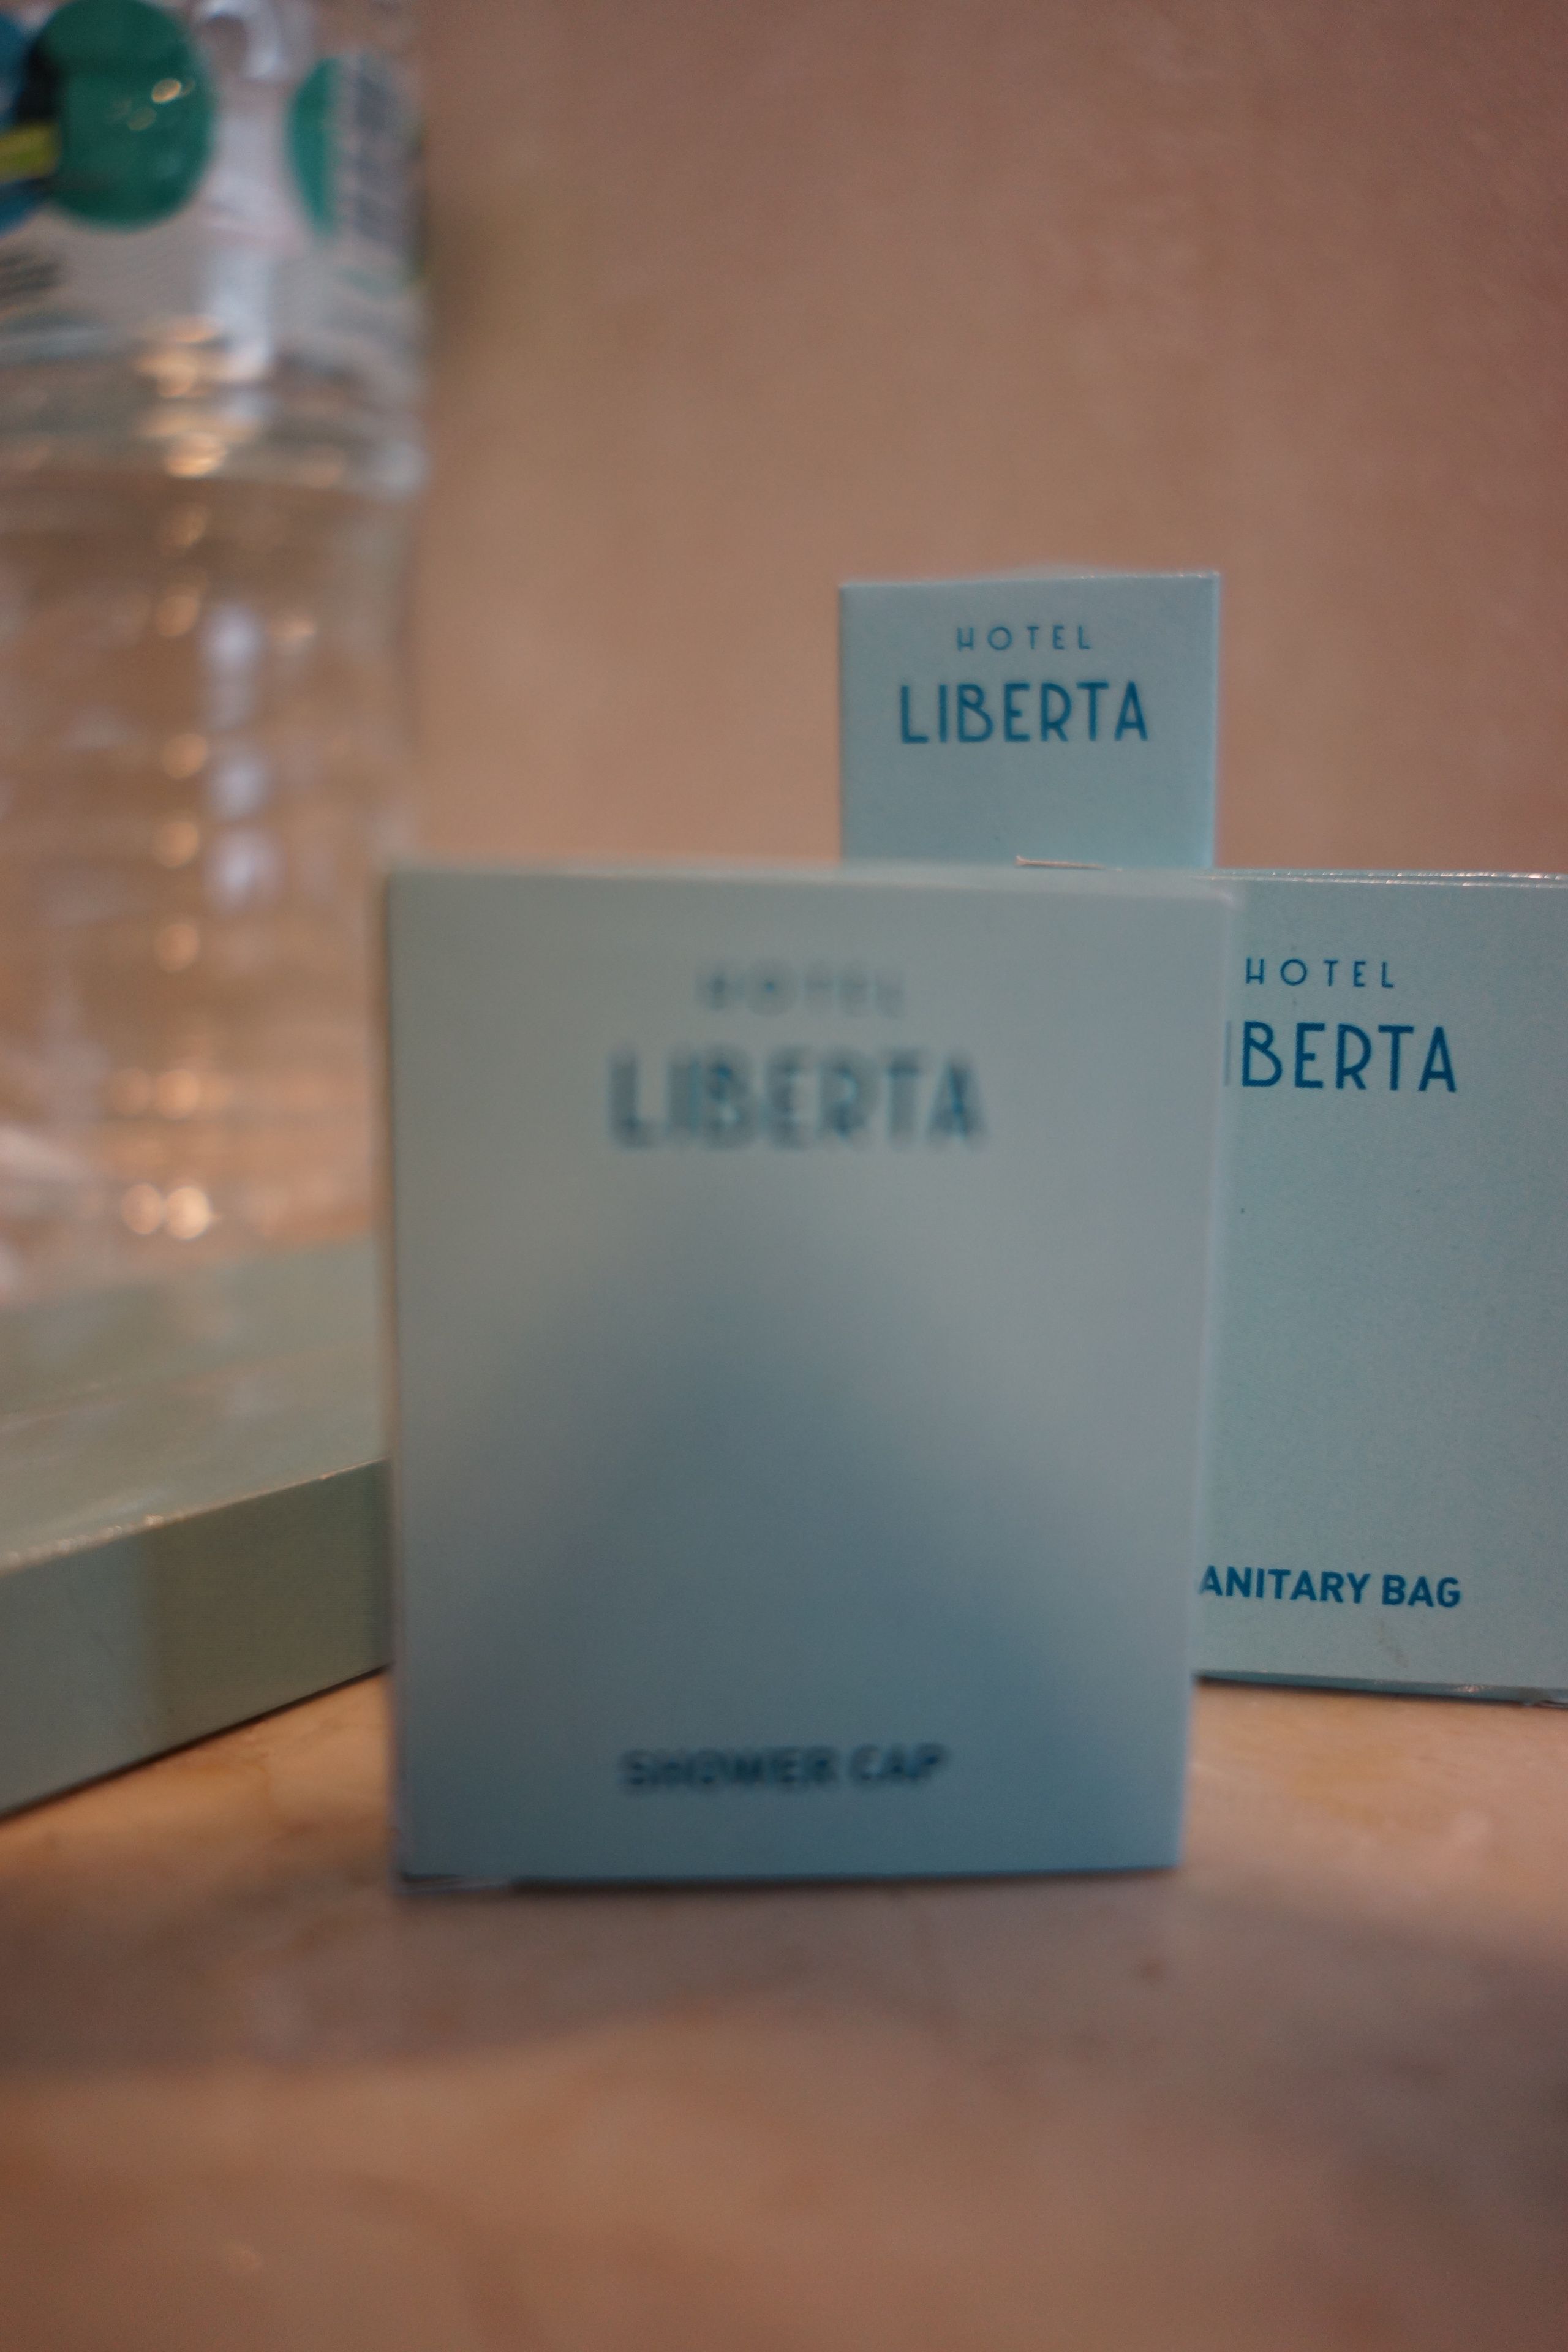 HOTEL
LIBERTA
HOTEL
LIBERTA
SHOWER CAP
HOTEL
IBERTA
ANITARY BAG